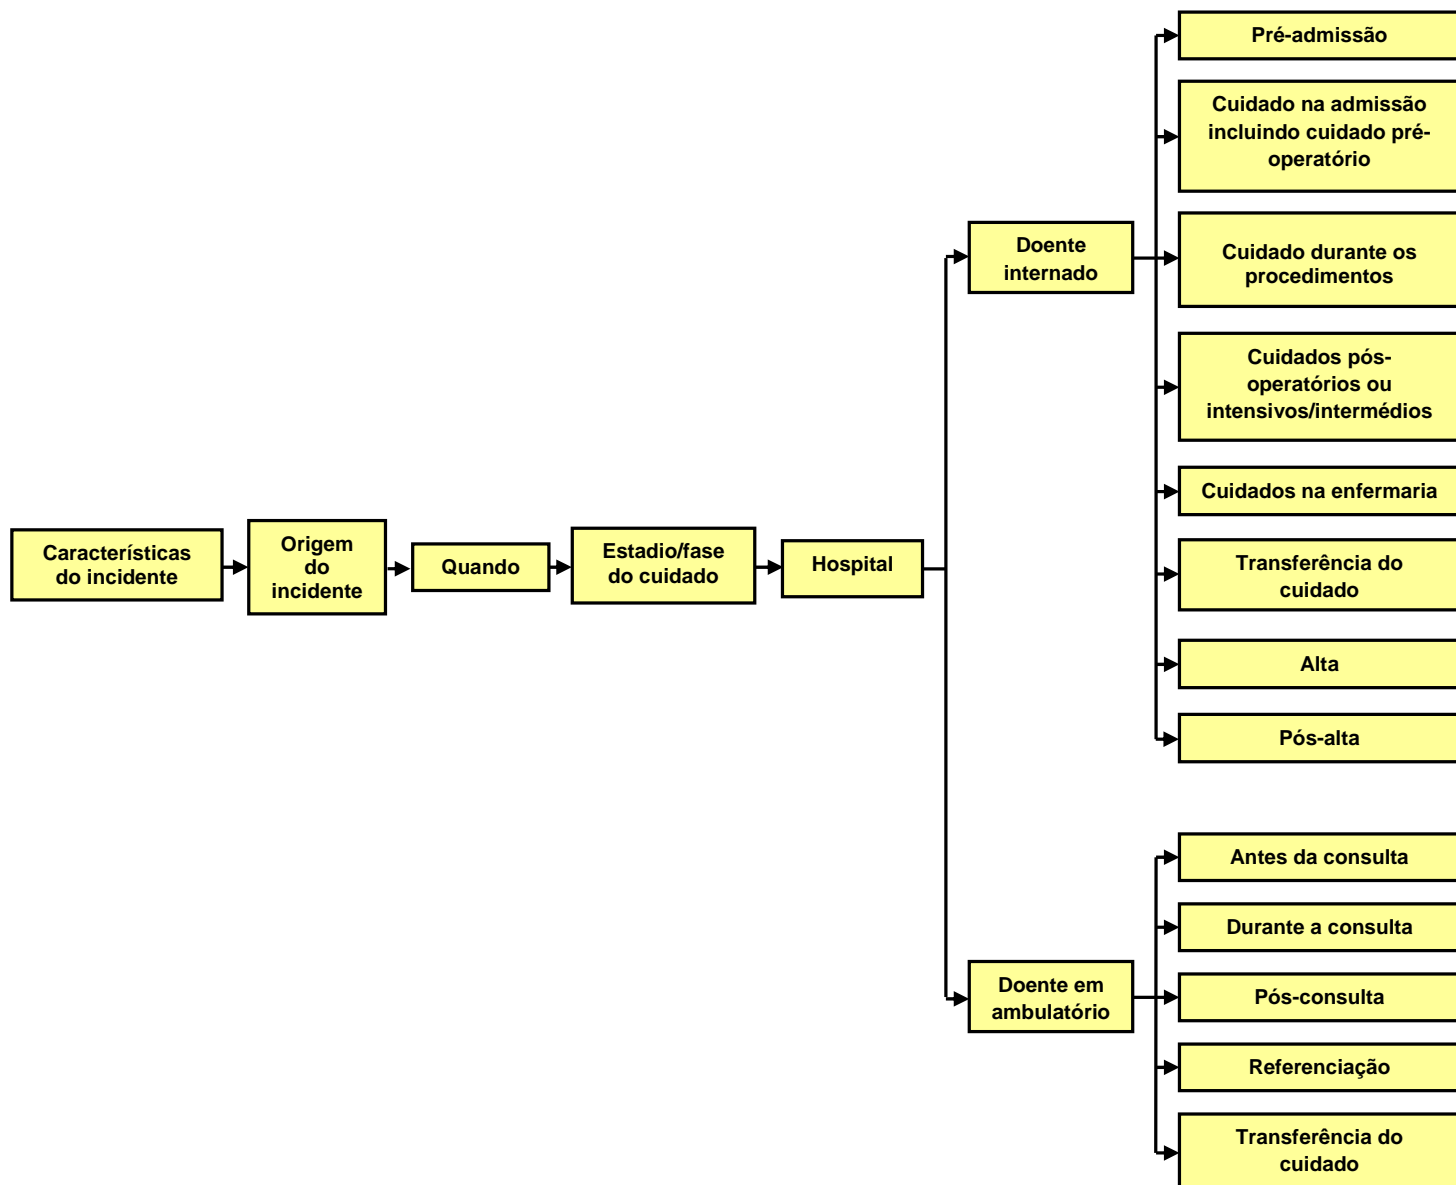 Características
do incidente
Origem
do
incidente
Quando
Estadio/fase
do cuidado
Hospital
Doente
internado
Pré-admissão
Cuidado na admissão
incluindo cuidado pré-
operatório
Cuidado durante os
procedimentos
Cuidados pós-
operatórios ou
intensivos/intermédios
Cuidados na enfermaria
Transferência do
cuidado
Alta
Pós-alta
Doente em
ambulatório
Antes da consulta
Durante a consulta
Pós-consulta
Referenciação
Transferência do
cuidado